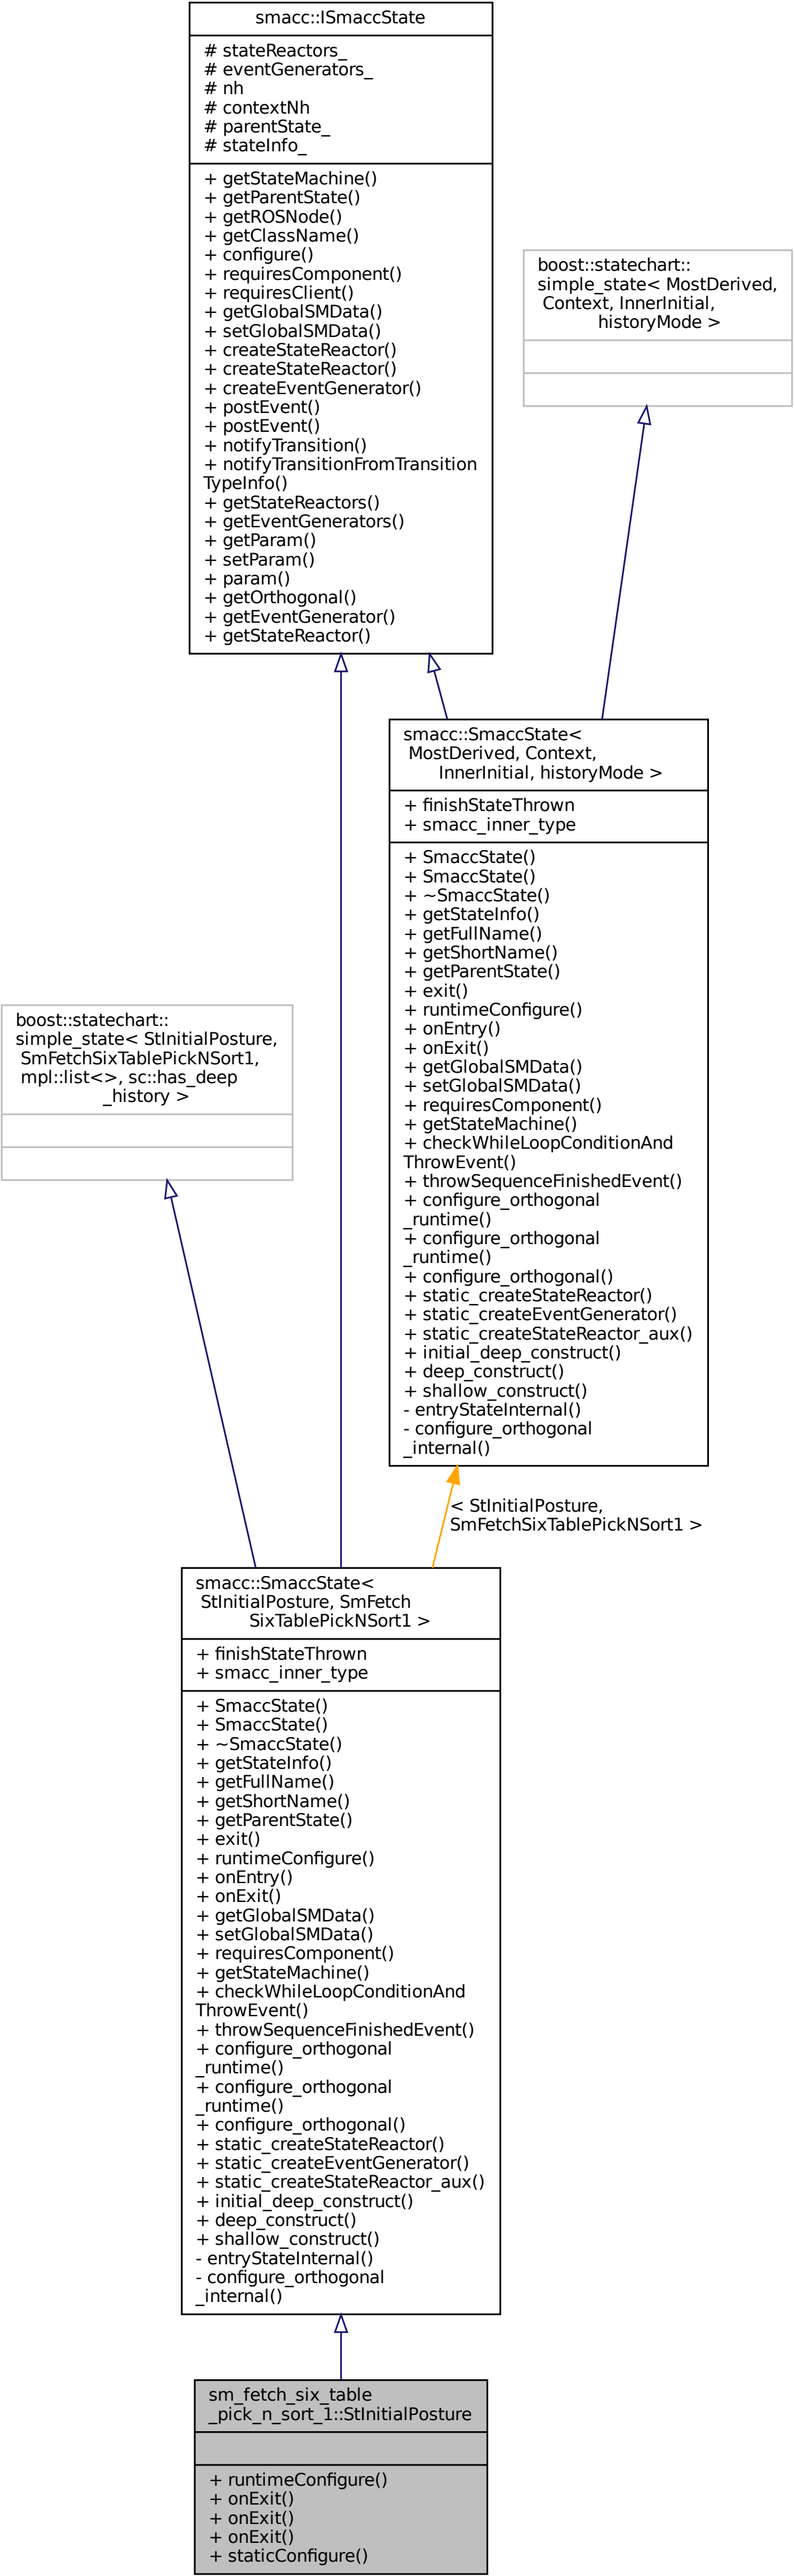 smacc::ISmaccState
# stateReactors_
# eventGenerators_
# nh
# contextNh
# parentState_
# stateInfo_
+ getStateMachine()
+ getParentState()
+ getROSNode()
+ getClassName()
+ configure()
+ requiresComponent()
+ requiresClient()
+ getGlobalSMData()
+ setGlobalSMData()
+ createStateReactor()
+ createStateReactor()
+ createEventGenerator()
+ postEvent()
+ postEvent()
+ notifyTransition()
+ notifyTransitionFromTransition
TypeInfo()
+ getStateReactors()
+ getEventGenerators()
+ getParam()
+ setParam()
+ param()
+ getOrthogonal()
+ getEventGenerator()
+ getStateReactor()
boost::statechart::
simple_state< MostDerived,
Context, InnerInitial,
historyMode >
smacc::SmaccState<
MostDerived, Context,
InnerInitial, historyMode >
+ finishStateThrown
+ smacc_inner_type
+ SmaccState()
+ SmaccState()
+ ~SmaccState()
+ getStateInfo()
+ getFullName()
+ getShortName()
+ getParentState()
+ exit()
+ runtimeConfigure()
+ onEntry()
+ onExit()
+ getGlobalSMData()
+ setGlobalSMData()
+ requiresComponent()
+ getStateMachine()
+ checkWhileLoopConditionAnd
ThrowEvent()
+ throwSequenceFinishedEvent()
+ configure_orthogonal
_runtime()
+ configure_orthogonal
_runtime()
+ configure_orthogonal()
+ static_createStateReactor()
+ static_createEventGenerator()
+ static_createStateReactor_aux()
+ initial_deep_construct()
+ deep_construct()
+ shallow_construct()
- entryStateInternal()
- configure_orthogonal
_internal()
boost::statechart::
simple_state< StInitialPosture,
SmFetchSixTablePickNSort1,
mpl::list<>, sc::has_deep
_history >
< StInitialPosture,
SmFetchSixTablePickNSort1 >
smacc::SmaccState<
StInitialPosture, SmFetch
SixTablePickNSort1 >
+ finishStateThrown
+ smacc_inner_type
+ SmaccState()
+ SmaccState()
+ ~SmaccState()
+ getStateInfo()
+ getFullName()
+ getShortName()
+ getParentState()
+ exit()
+ runtimeConfigure()
+ onEntry()
+ onExit()
+ getGlobalSMData()
+ setGlobalSMData()
+ requiresComponent()
+ getStateMachine()
+ checkWhileLoopConditionAnd
ThrowEvent()
+ throwSequenceFinishedEvent()
+ configure_orthogonal
_runtime()
+ configure_orthogonal
_runtime()
+ configure_orthogonal()
+ static_createStateReactor()
+ static_createEventGenerator()
+ static_createStateReactor_aux()
+ initial_deep_construct()
+ deep_construct()
+ shallow_construct()
- entryStateInternal()
- configure_orthogonal
_internal()
sm_fetch_six_table
_pick_n_sort_1::StInitialPosture
+ runtimeConfigure()
+ onExit()
+ onExit()
+ onExit()
+ staticConfigure()